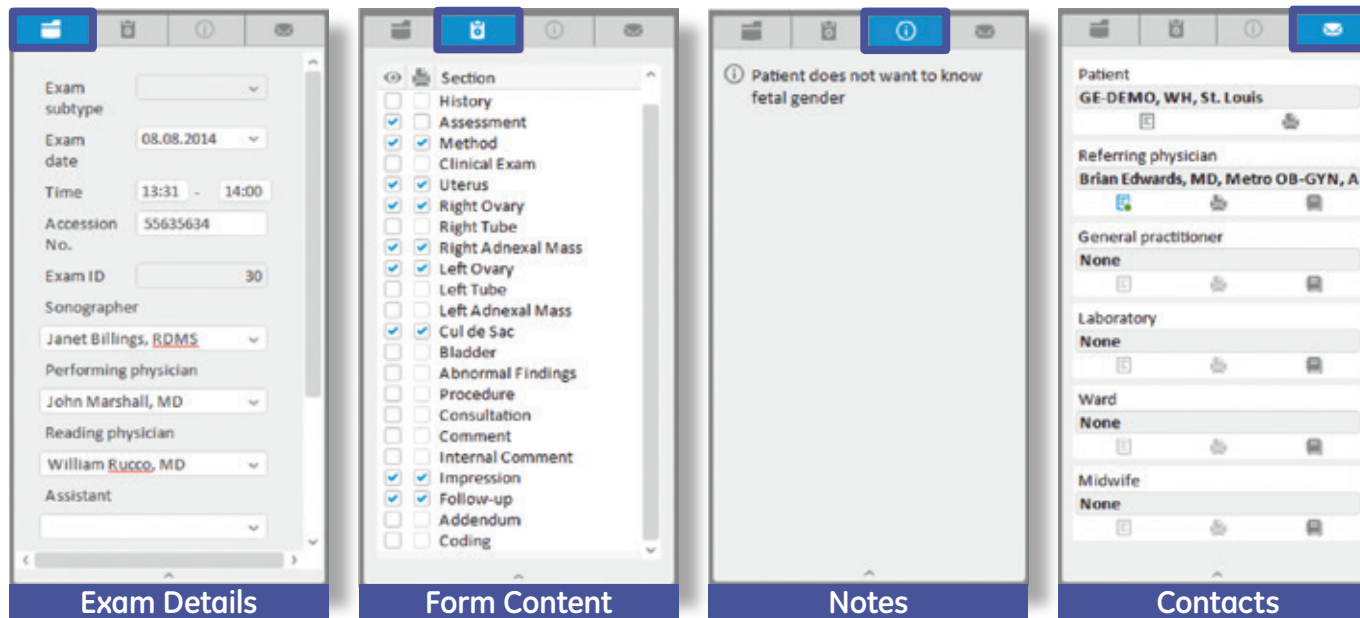 Exam
subtype
Exam
date
08.08.2014
Time
13:31 - 14:00
Accession
No.
55635634
Exam ID
30
Sonographer
Janet Billings, RDMS
Performing physician
John Marshall, MD
Reading physician
William Rucco, MD
Assistant
Exam Details
Section
History
Assessment
Method
Clinical Exam
Uterus
Right Ovary
Right Tube
Right Adnexal Mass
Left Ovary
Left Tube
Left Adnexal Mass
Cul de Sac
Bladder
Abnormal Findings
Procedure
Consultation
Comment
Internal Comment
Impression
Follow-up
Addendum
Coding
Form Content
Patient does not want to know
fetal gender
Notes
Patient
GE-DEMO, WH, St. Louis
Referring physician
Brian Edwards, MD, Metro OB-GYN, A
General practitioner
None
Laboratory
None
Ward
None
Midwife
None
Contacts